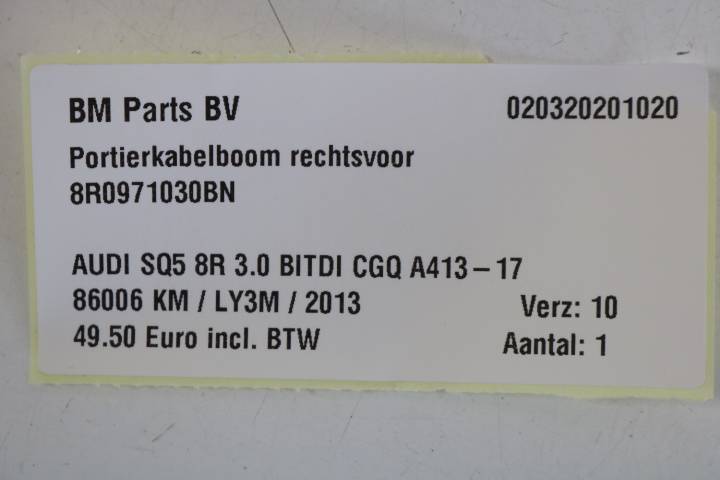 BM Parts BV 020320201020
Portierkabelboom rechtsvoor
8R0971030BN
AUDI SQ5 8R 3.0 BITDI CGQ A413-17
86006 KM / LY3M / 2013 Verz: 10
49.50 Euro incl. BTW Aantal: 1